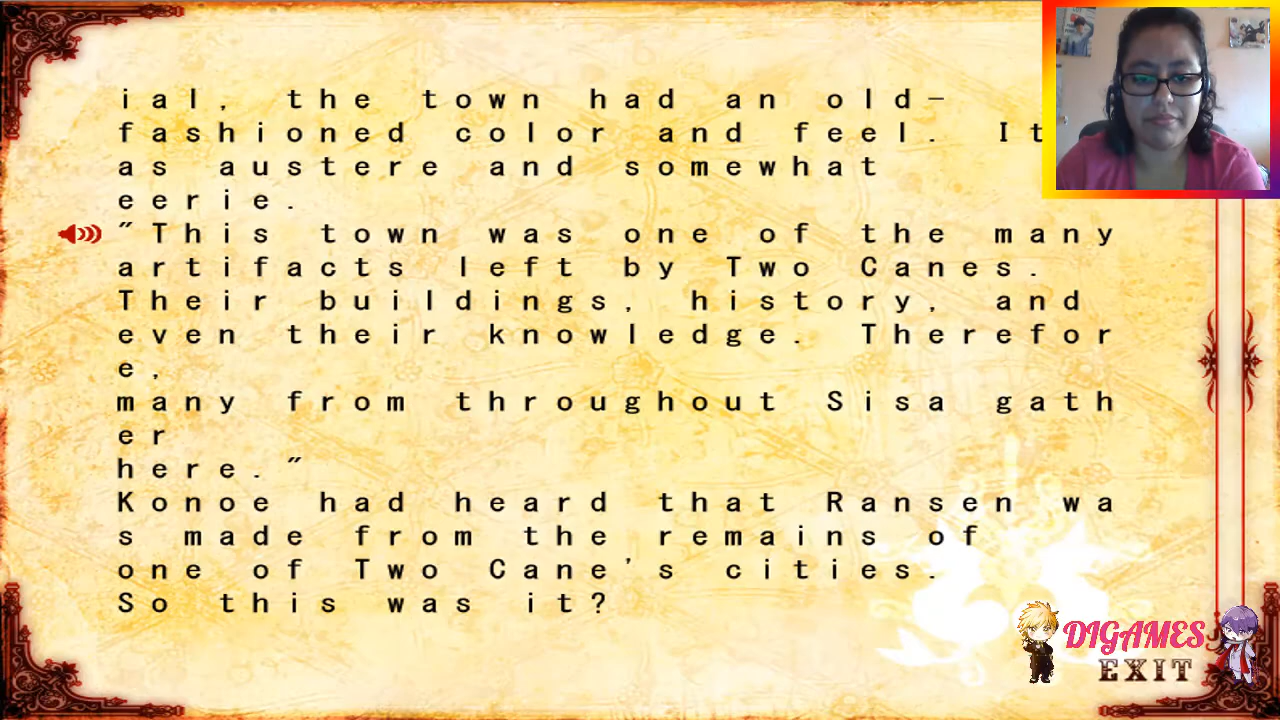 ial, the town had an old-
fashioned color and feel. It
as austere and somewhat
eerie.
"This town was one of the many
artifacts left by Two Canes.
Their buildings, history, and
even their knowledge. Therefor
e,
many from throughout Sisa gath
er
here."
Konoe had heard that Ransen wa
s made from the remains of
one of Two Cane's cities.
So this was it?
DIGAMES
EXIT